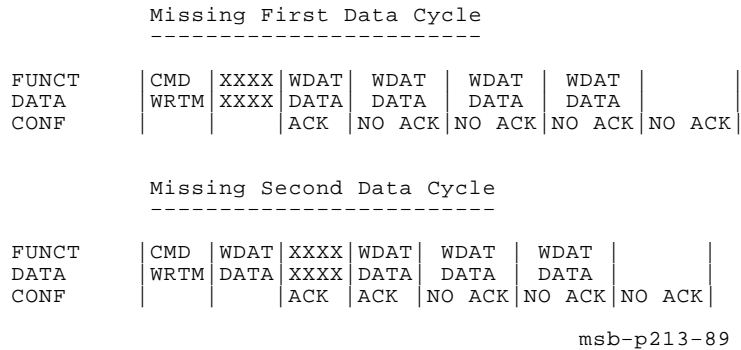 Missing First Data Cycle
------------------------
FUNCT |CMD |XXXX|WDAT| WDAT | WDAT | WDAT | |
DATA |WRTM|XXXX|DATA| DATA | DATA | DATA | |
CONF | | |ACK |NO ACK|NO ACK|NO ACK|NO ACK|
Missing Second Data Cycle
-------------------------
FUNCT |CMD |WDAT|XXXX|WDAT| WDAT | WDAT | |
DATA |WRTM|DATA|XXXX|DATA| DATA | DATA | |
CONF | | |ACK |ACK |NO ACK|NO ACK|NO ACK|
msb-p213-89